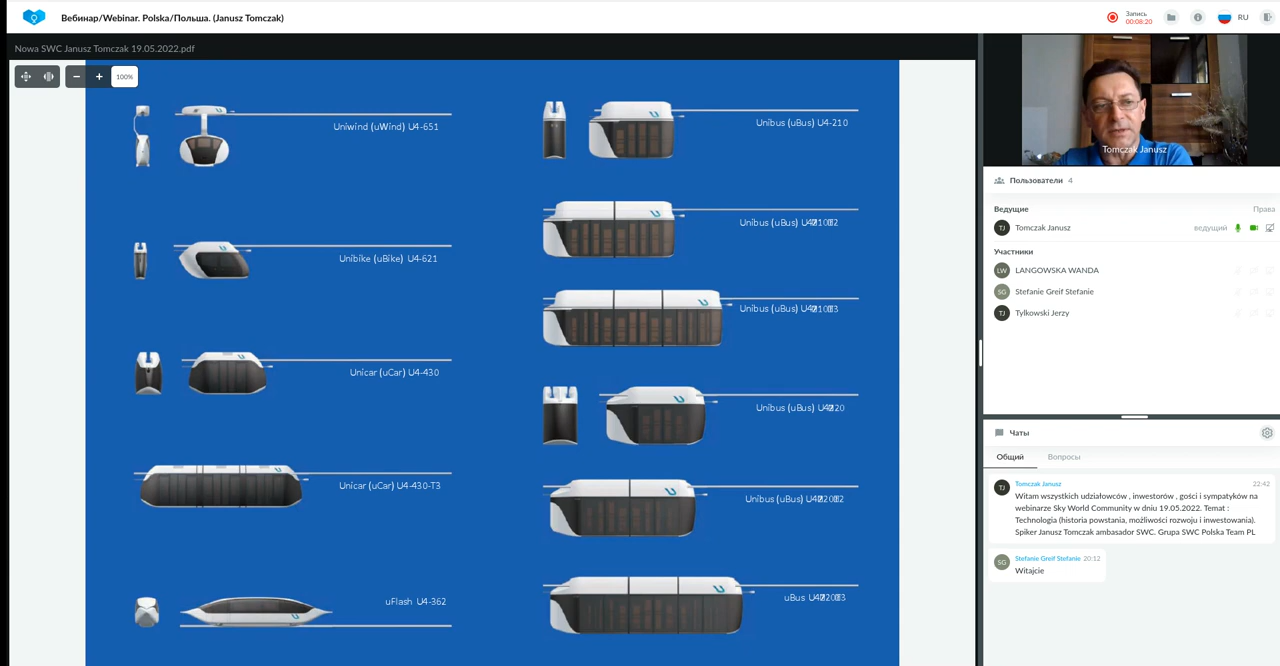 Вебинар/Webinar. Polska/Польша. (Janusz Tomczak)
Запись
00:08:20
RU
Nowa SWC Janusz Tomczak 19.05.2022.pdf
100%
Uniwind (uWind) U4-651
Unibike (uBike) U4-621
Unicar (uCar) U4-430
Unicar (uCar) U4-430-T3
uFlash U4-362
Unibus (uBus) U4-210
Unibus (uBus)
Unibus (uBus)
Unibus (uBus)
Unibus (uBus)
uBus
Tomczak Janusz
Пользователи 4
Ведущие Права
TJ Tomczak Janusz ведущий
Участники
LW LANGOWSKA WANDA
SG Stefanie Greif Stefanie
TJ Tylkowski Jerzy
Чаты
Общий Вопросы
TJ Tomczak Janusz 22:42
Witam wszystkich udziałowców , inwestorów , gości i sympatyków na
webinarze Sky World Community w dniu 19.05.2022. Temat :
Technologia (historia powstania, możliwości rozwoju i inwestowania).
Spiker Janusz Tomczak ambasador SWC. Grupa SWC Polska Team PL
SG Stefanie Greif Stefanie 20:12
Witajcie